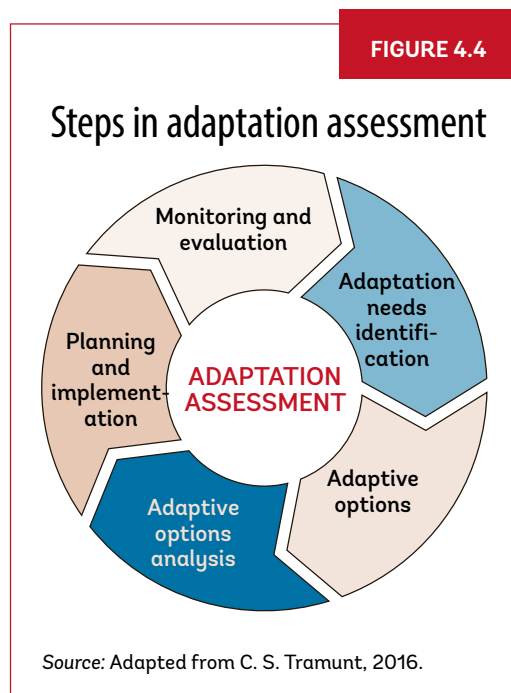 FIGURE 4.4
Steps in adaptation assessment
Monitoring and
evaluation
Adaptation
needs
identifi-
cation
Adaptive
options
Adaptive
options
analysis
Planning
and
implement-
ation
ADAPTATION
ASSESSMENT
Source: Adapted from C. S. Tramunt, 2016.